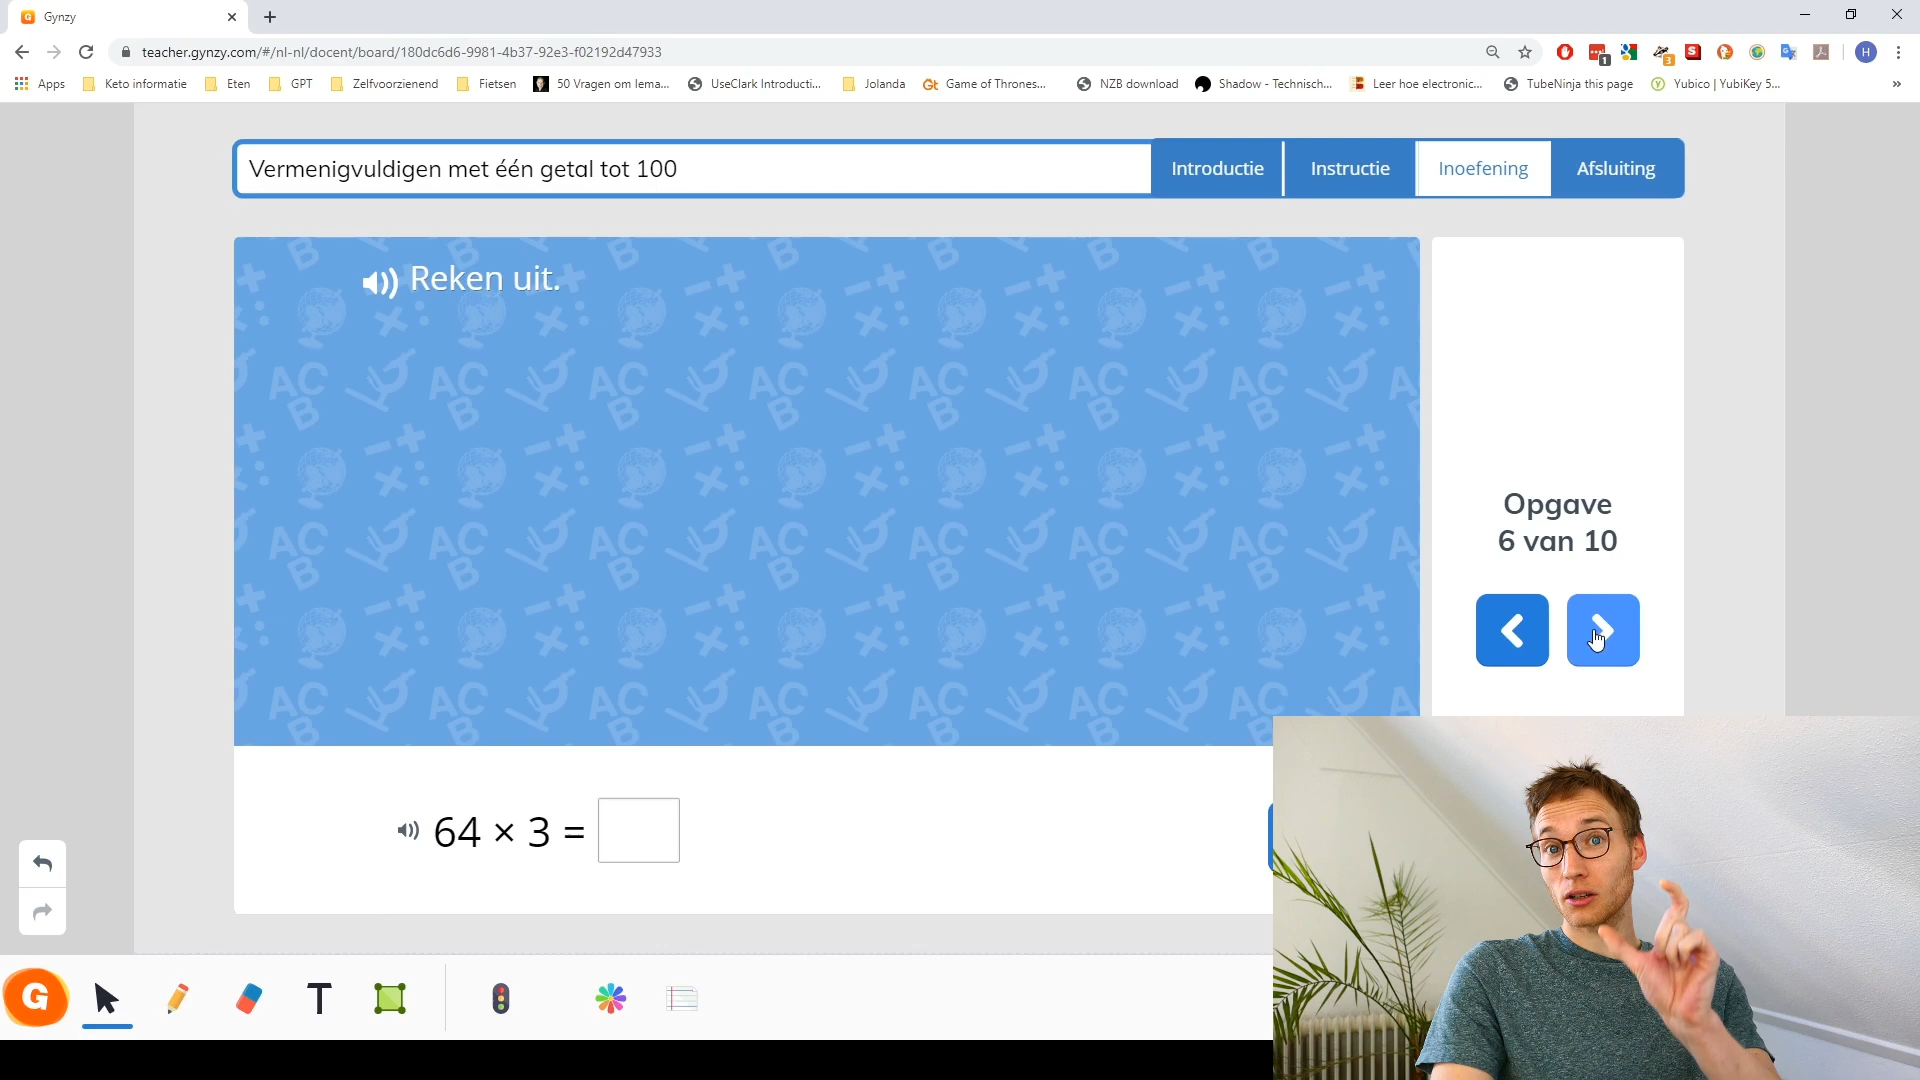 Gynzy
teacher.gynzy.com/#/nl-nl/docent/board/180dc6d6-9981-4b37-92e3-f02192d47933
Apps Keto informatie Eten GPT Zelfvoorzienend Fietsen 50 Vragen om Iema... UseClark Introducti... Jolanda Game of Thrones... NZB download Shadow - Technisch... Leer hoe electronic... TubeNinja this page Yubico | YubiKey 5...
Vermenigvuldigen met één getal tot 100
Introductie Instructie Inoefening Afsluiting
Reken uit.
Opgave
6 van 10
64 × 3 =